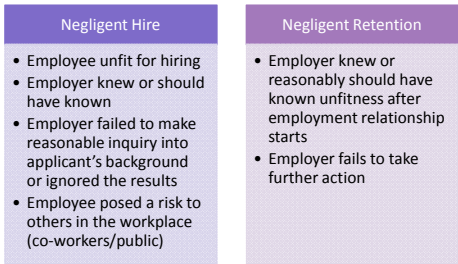 Negligent Hire
• Employee unfit for hiring
• Employer knew or should
have known
• Employer failed to make
reasonable inquiry into
applicant's background
or ignored the results
• Employee posed a risk to
others in the workplace
(co-workers/public)
Negligent Retention
• Employer knew or
reasonably should have
known unfitness after
employment relationship
starts
• Employer fails to take
further action